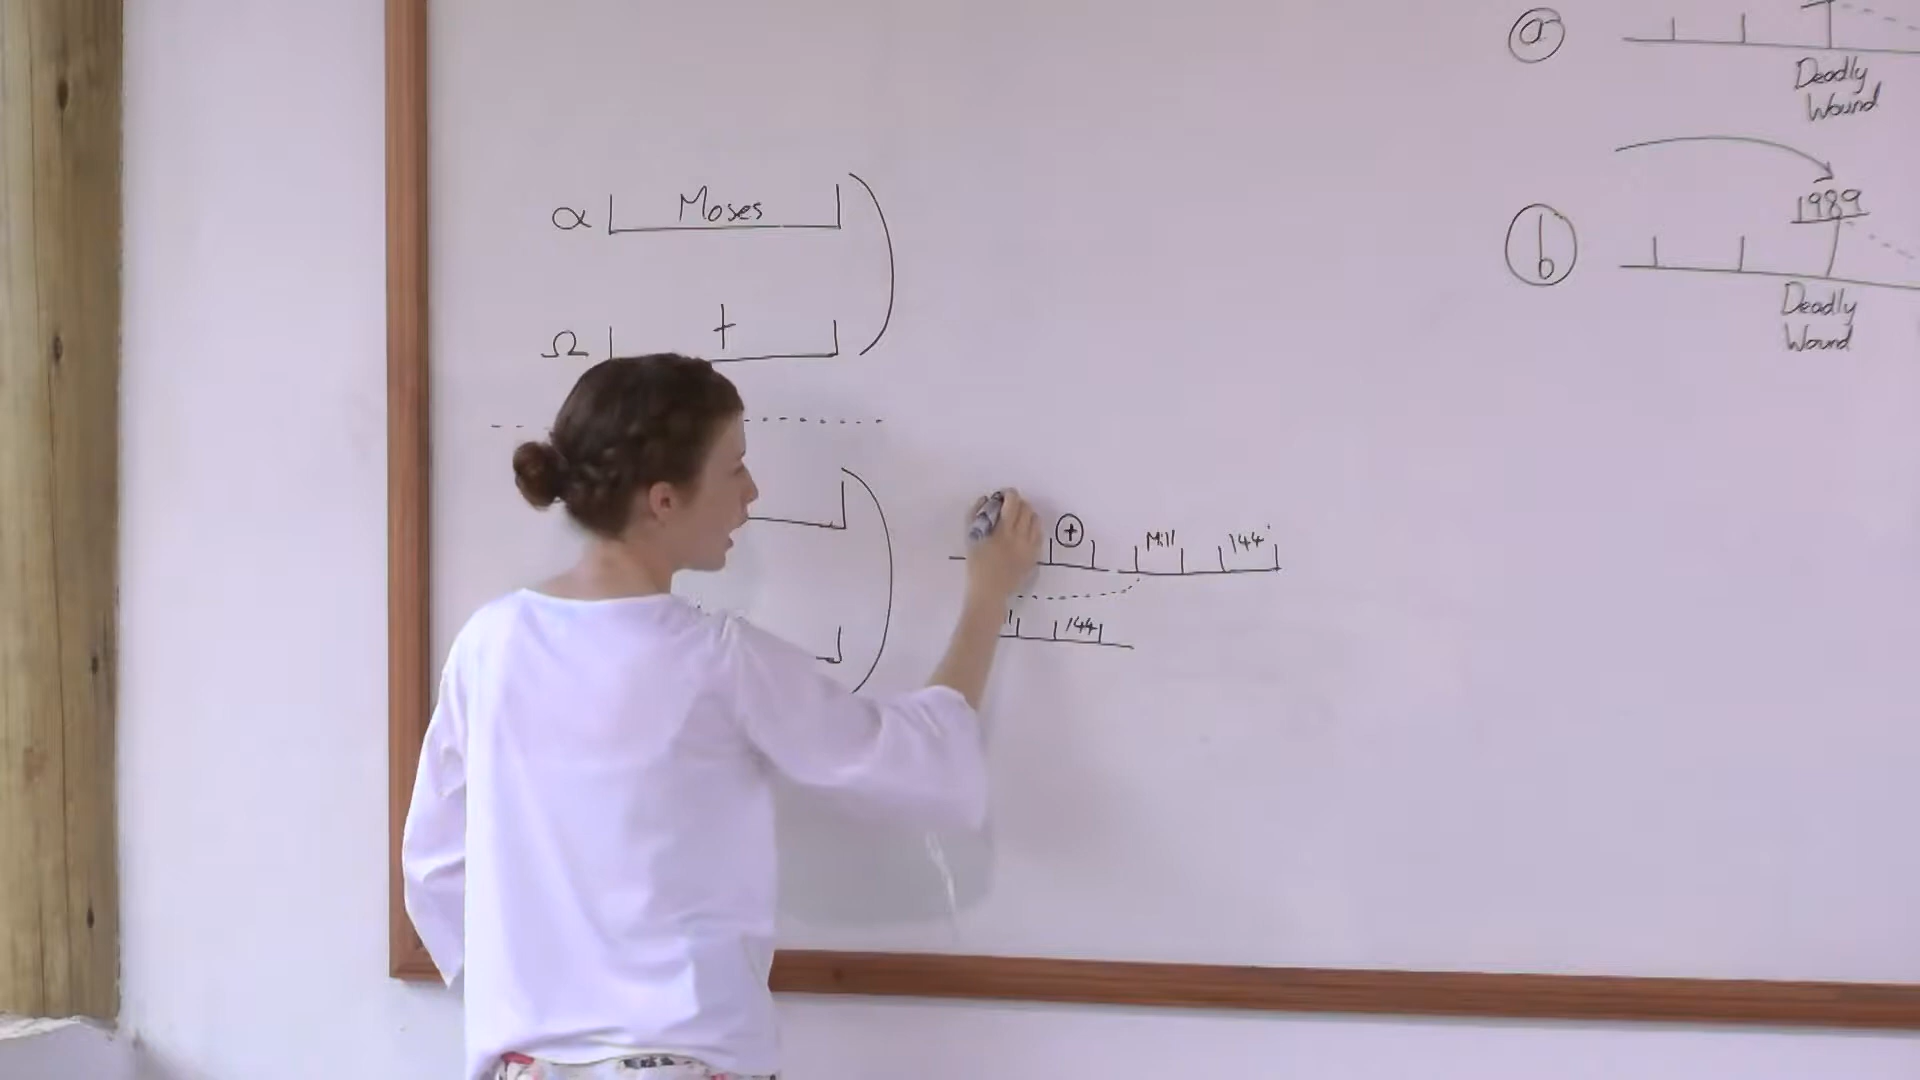 α Moses
Ω †
+ Mill 144
144
a
Deadly
Wound
1989
b
Deadly
Wound